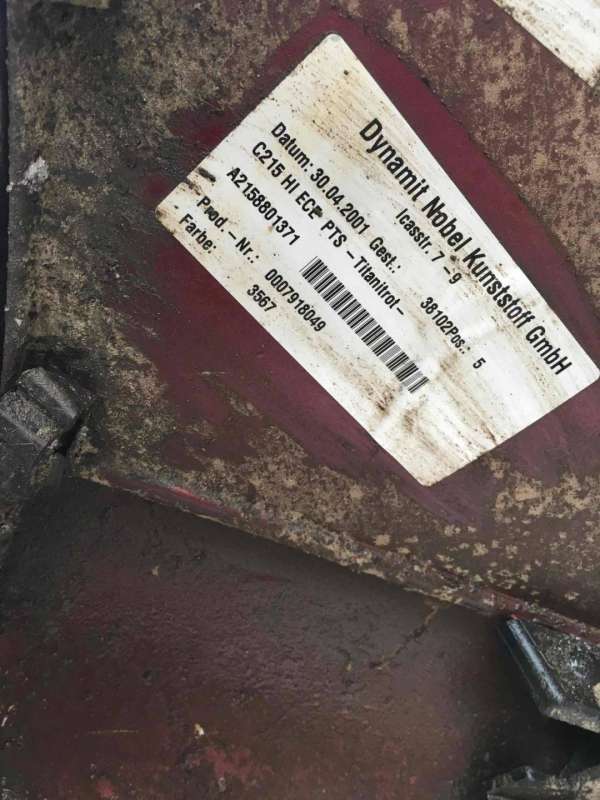 Dynamit Nobel Kunststoff GmbH
Icasstr. 7 -9
Datum: 30.04.2001 Gest.: 38102Pos.: 5
C215 HI ECE PTS -Titanitrot-
A2158801371
Prod. -Nr.: 0007918049
Farbe: 3567